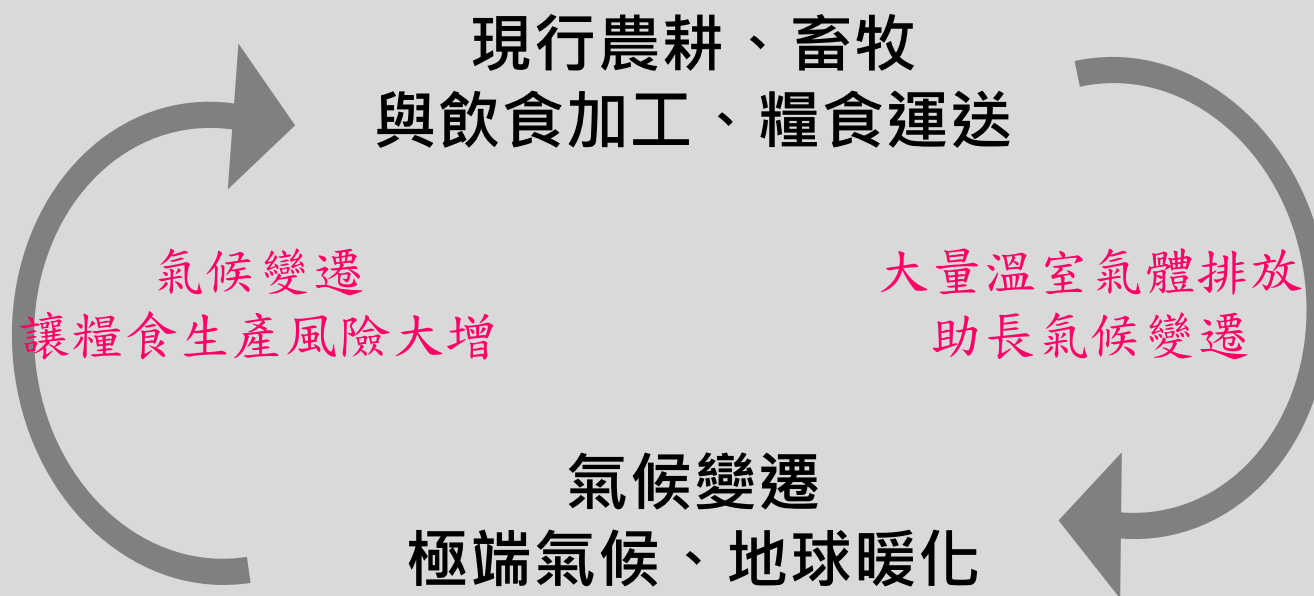 現行農耕、畜牧
與飲食加工、糧食運送
氣候變遷
讓糧食生產風險大增
大量溫室氣體排放
助長氣候變遷
氣候變遷
極端氣候、地球暖化